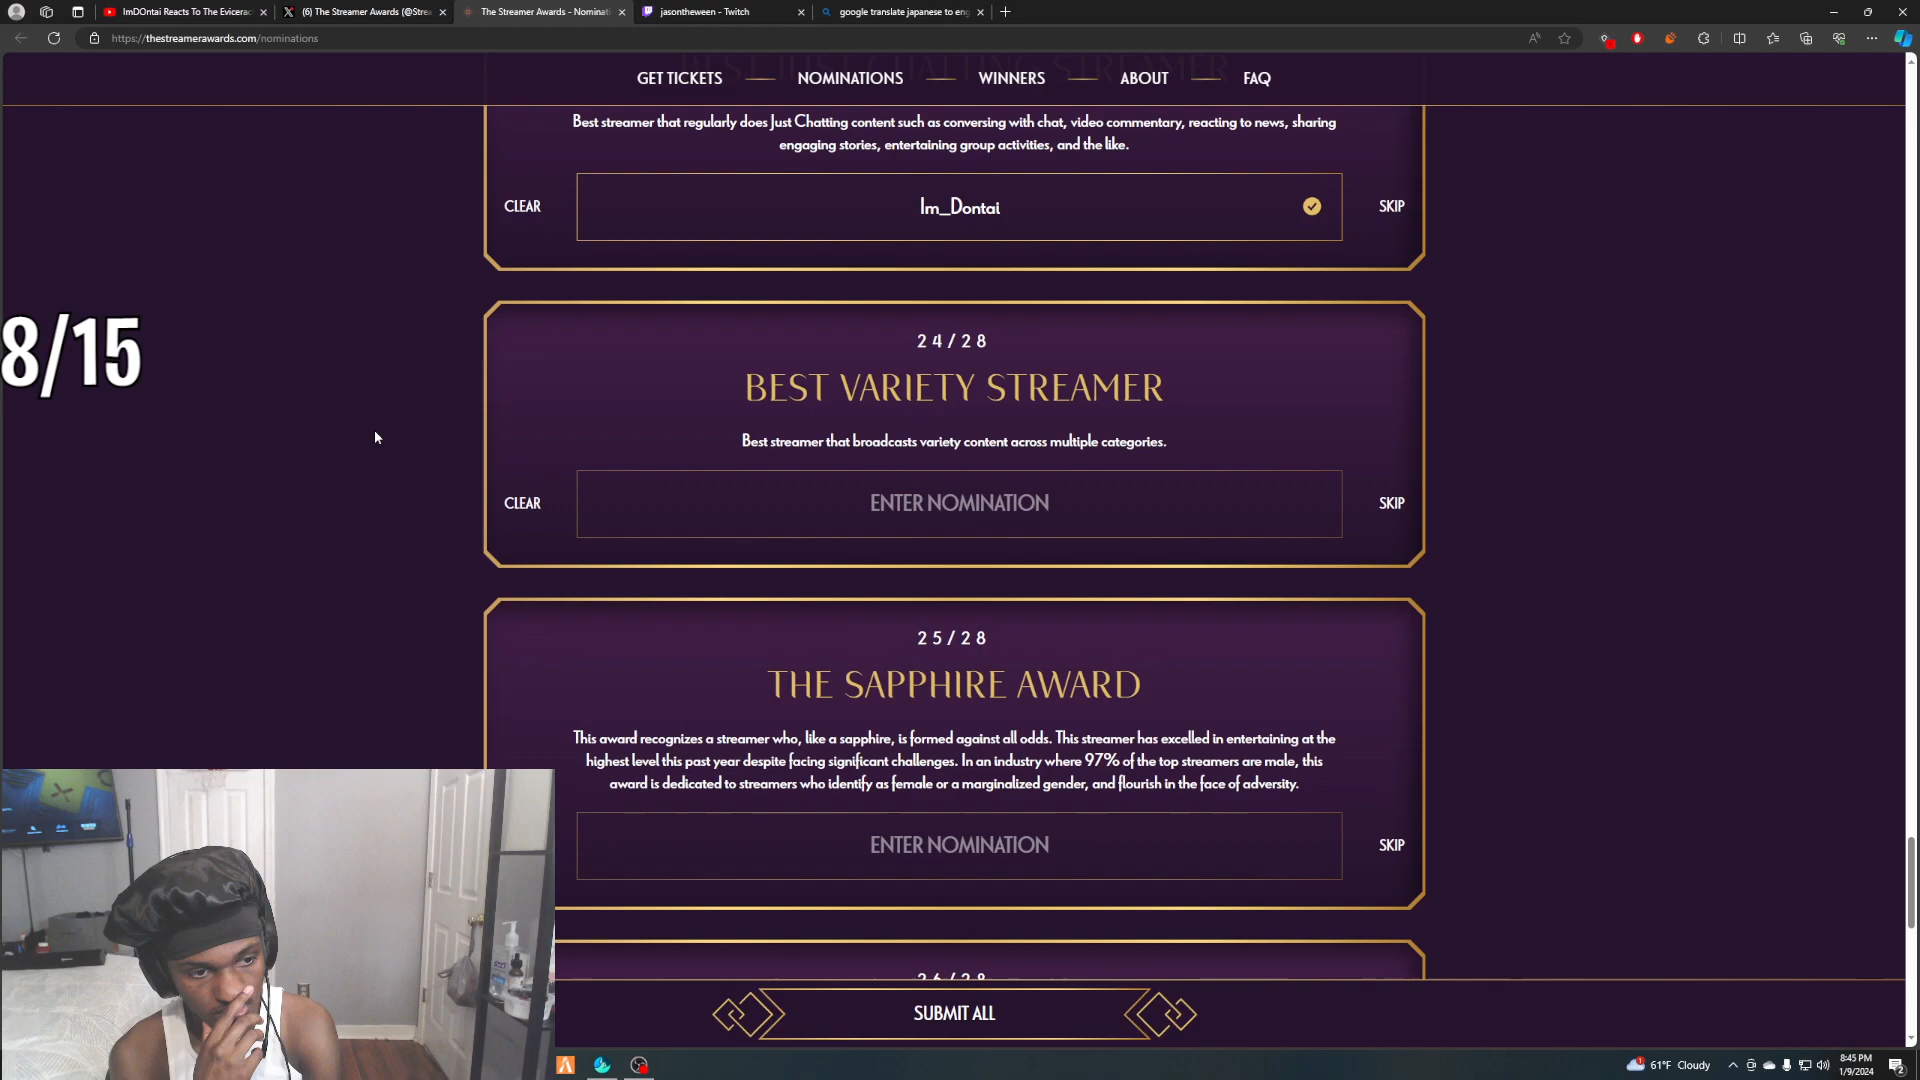 ImDOntai Reacts To The Evicerac
(6) The Streamer Awards (@Strea
The Streamer Awards - Nominati
jasontheween - Twitch
google translate japanese to eng
https://thestreamerawards.com/nominations
BEST JUST CHATTING STREAMER
GET TICKETS
NOMINATIONS
WINNERS
ABOUT
FAQ
Best streamer that regularly does Just Chatting content such as conversing with chat, video commentary, reacting to news, sharing
engaging stories, entertaining group activities, and the like.
CLEAR
Im_Dontai
SKIP
8/15
24/28
BEST VARIETY STREAMER
Best streamer that broadcasts variety content across multiple categories.
CLEAR
ENTER NOMINATION
SKIP
25/28
THE SAPPHIRE AWARD
This award recognizes a streamer who, like a sapphire, is formed against all odds. This streamer has excelled in entertaining at the
highest level this past year despite facing significant challenges. In an industry where 97% of the top streamers are male, this
award is dedicated to streamers who identify as female or a marginalized gender, and flourish in the face of adversity.
ENTER NOMINATION
SKIP
26/28
SUBMIT ALL
61°F Cloudy
8:45 PM
1/9/2024